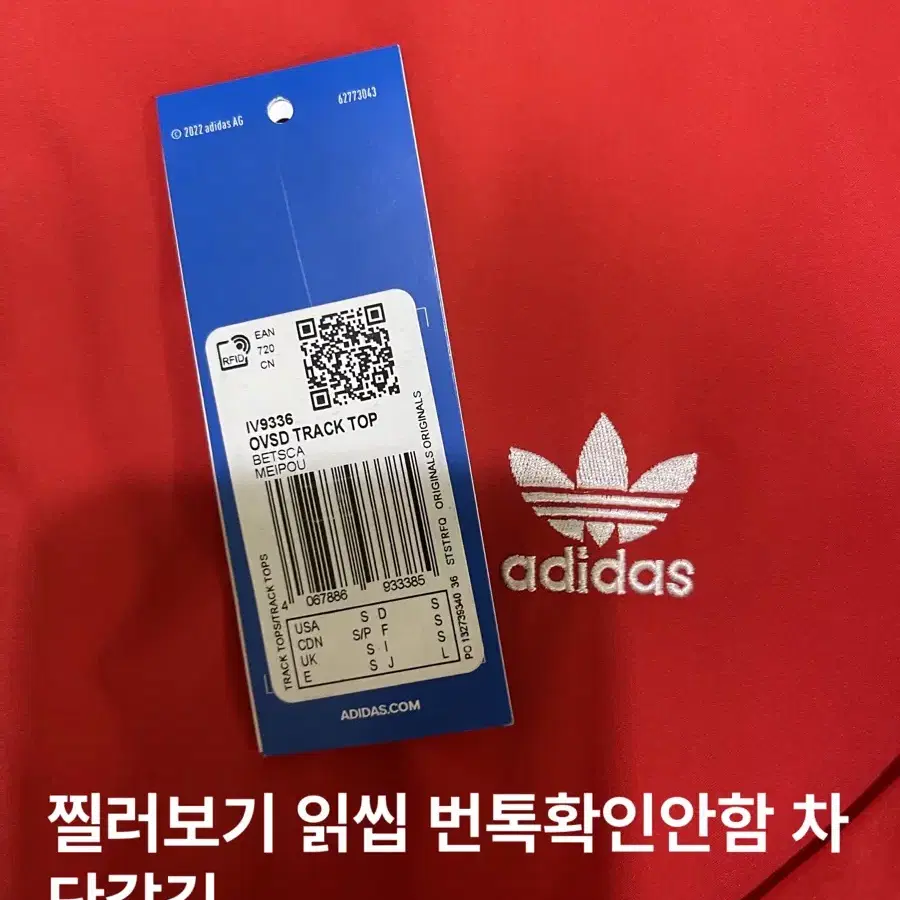 © 2022 adidas AG
62773043
RFID
EAN
720
CN
IV9336
OVSD TRACK TOP
BETSCA
MEIPOU
TRACK TOPS/TRACK TOPS
4 067886 933385
PO 132739340 36 STSTRFQ ORIGINALS ORIGINALS
USA S D S
CDN S/P F S
UK S I S
E S J L
ADIDAS.COM
adidas
찔러보기 읽씹 번톡확인안함 차